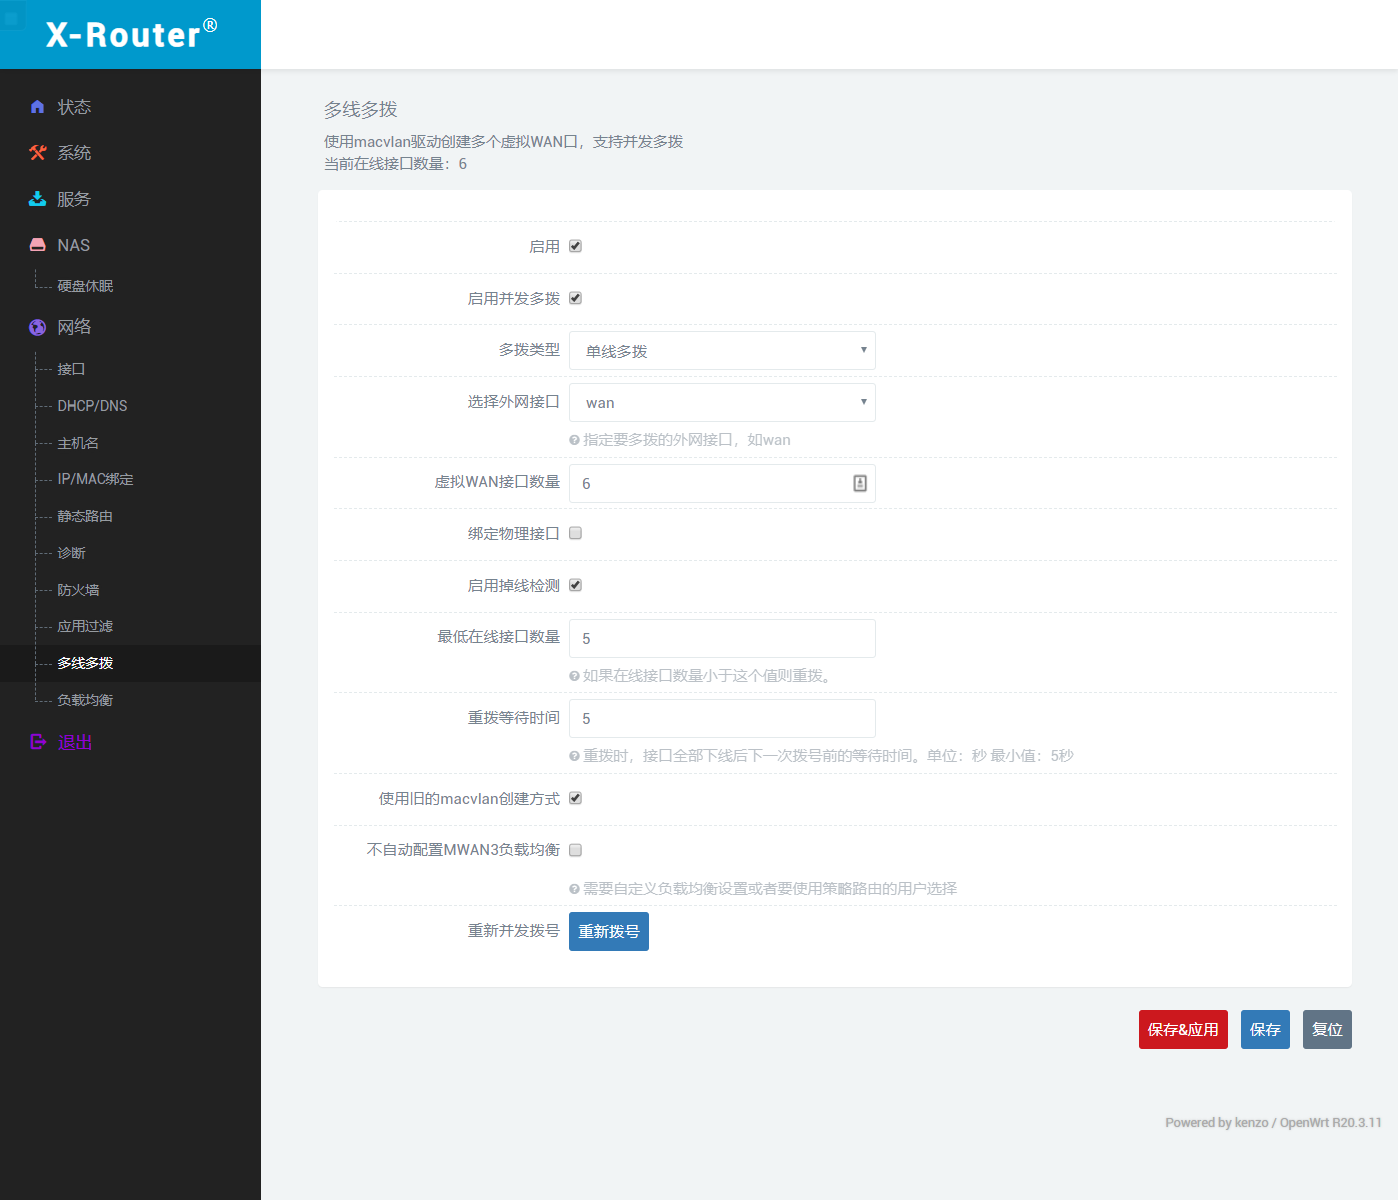 X-Router®
状态
系统
服务
NAS
硬盘休眠
网络
接口
DHCP/DNS
主机名
IP/MAC绑定
静态路由
诊断
防火墙
应用过滤
多线多拨
负载均衡
退出
多线多拨
使用macvlan驱动创建多个虚拟WAN口，支持并发多拨
当前在线接口数量：6
启用
启用并发多拨
多拨类型 单线多拨
选择外网接口 wan
指定要多拨的外网接口，如wan
虚拟WAN接口数量 6
绑定物理接口
启用掉线检测
最低在线接口数量 5
如果在线接口数量小于这个值则重拨。
重拨等待时间 5
重拨时，接口全部下线后下一次拨号前的等待时间。单位：秒 最小值：5秒
使用旧的macvlan创建方式
不自动配置MWAN3负载均衡
需要自定义负载均衡设置或者要使用策略路由的用户选择
重新并发拨号 重新拨号
保存&应用 保存 复位
Powered by kenzo / OpenWrt R20.3.11